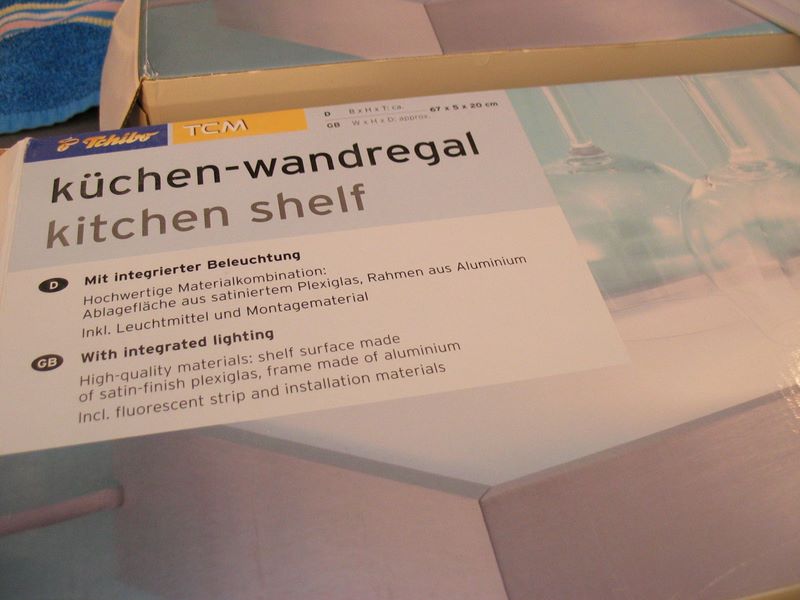 Tchibo TCM
D B x H x T: ca. 67 x 5 x 20 cm
GB W x H x D: approx.
küchen-wandregal
kitchen shelf
D Mit integrierter Beleuchtung
Hochwertige Materialkombination:
Ablagefläche aus satiniertem Plexiglas, Rahmen aus Aluminium
Inkl. Leuchtmittel und Montagematerial
GB With integrated lighting
High-quality materials: shelf surface made
of satin-finish plexiglas, frame made of aluminium
Incl. fluorescent strip and installation materials